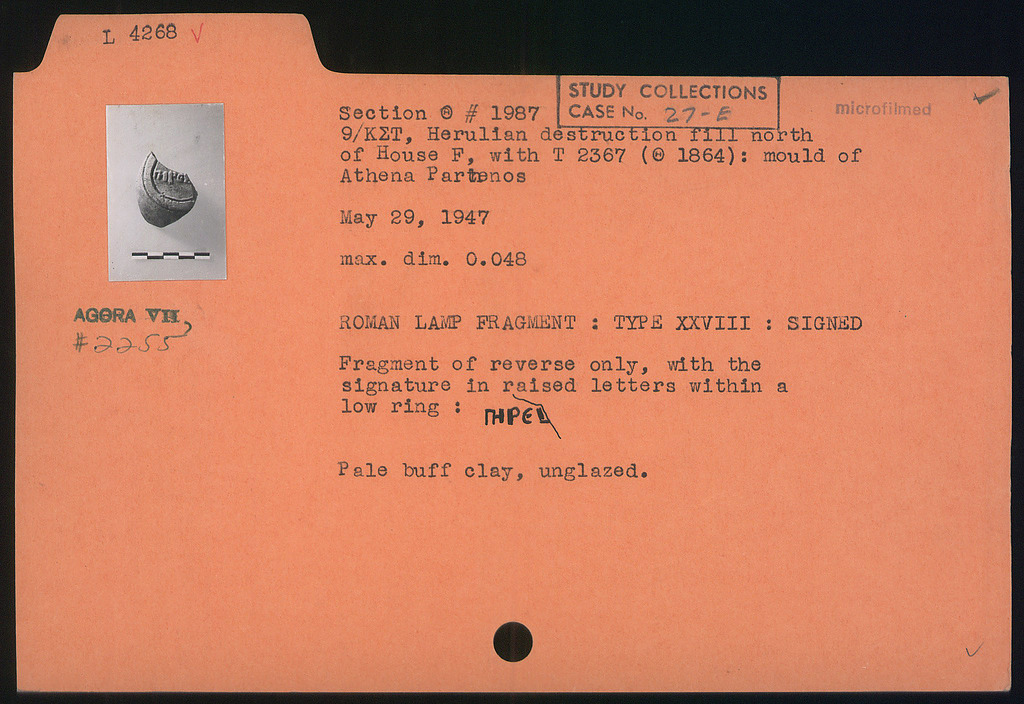 L 4268 ✓
STUDY COLLECTIONS
CASE No. 27-E
microfilmed
Section Θ # 1987
9/ΚΣΤ, Herulian destruction fill north
of House F, with T 2367 (Θ 1864): mould of
Athena Partenos
May 29, 1947
max. dim. 0.048
AGORA VII,
#2255
ROMAN LAMP FRAGMENT : TYPE XXVIII : SIGNED
Fragment of reverse only, with the
signature in raised letters within a
low ring : ΠΗΡΕ
Pale buff clay, unglazed.